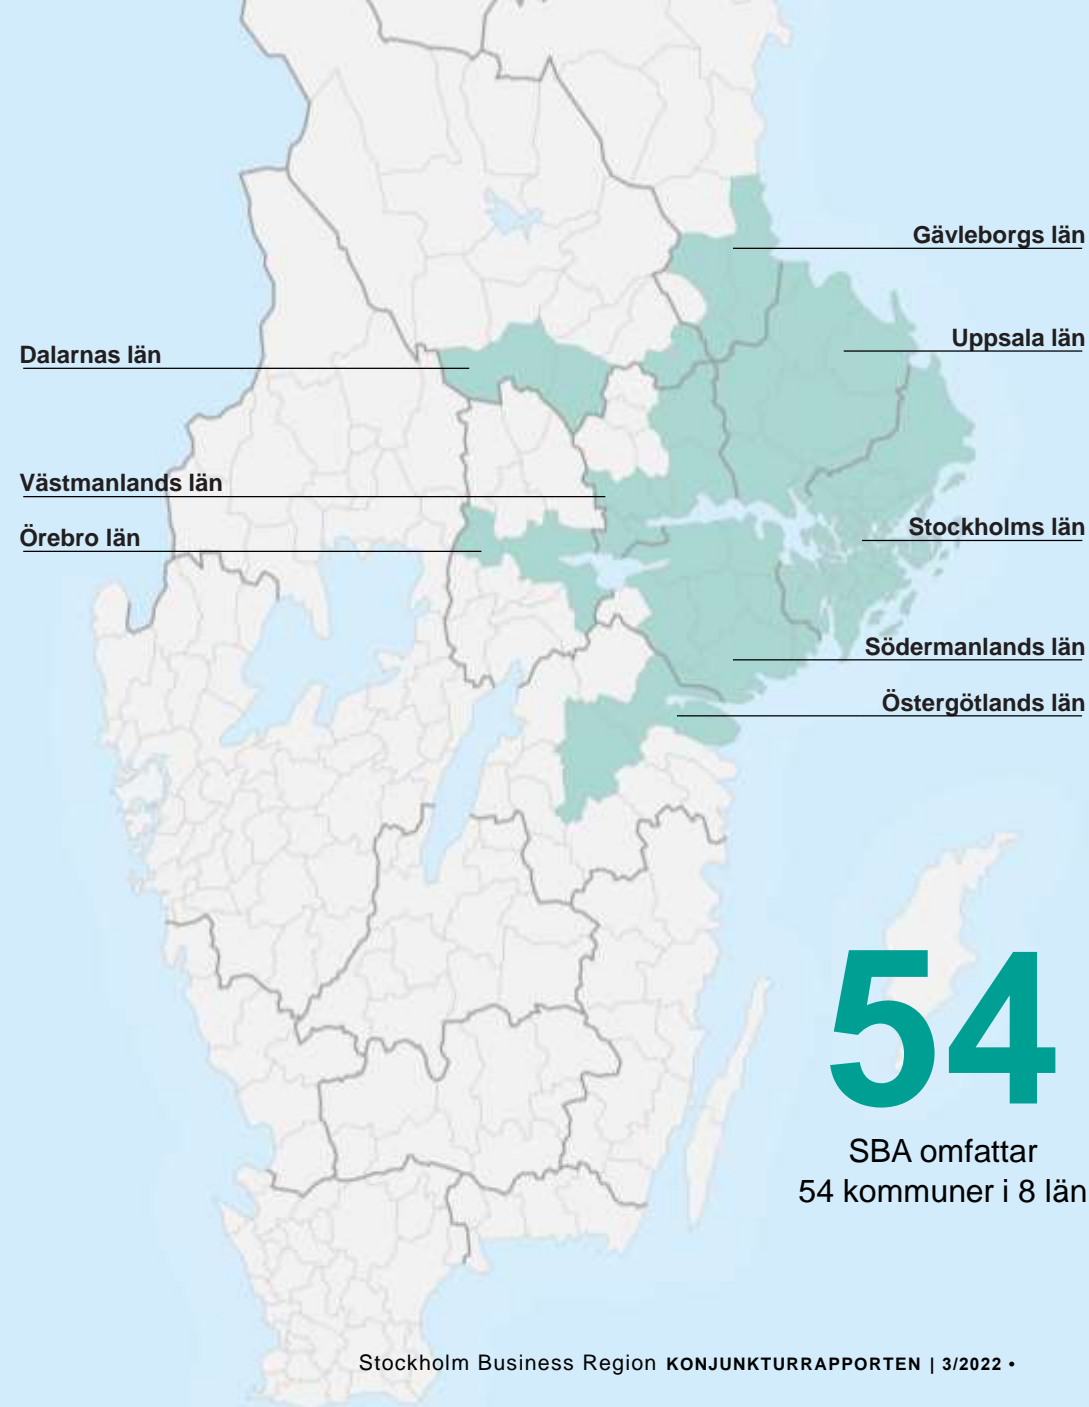 Gävleborgs län
Uppsala län
Dalarnas län
Västmanlands län
Stockholms län
Örebro län
Södermanlands län
Östergötlands län
54
SBA omfattar
54 kommuner i 8 län
Stockholm Business Region KONJUNKTURRAPPORTEN | 3/2022 •